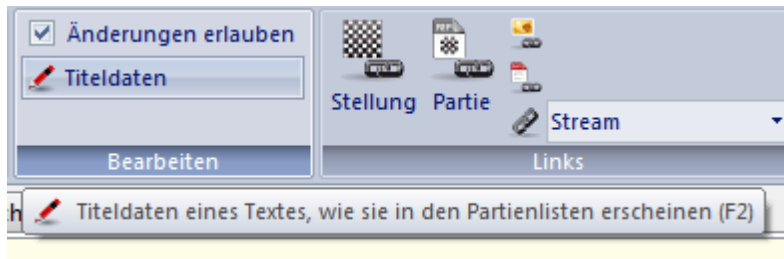 Änderungen erlauben
Titeldaten
Stellung Partie
Stream
Bearbeiten
Links
Titeldaten eines Textes, wie sie in den Partienlisten erscheinen (F2)